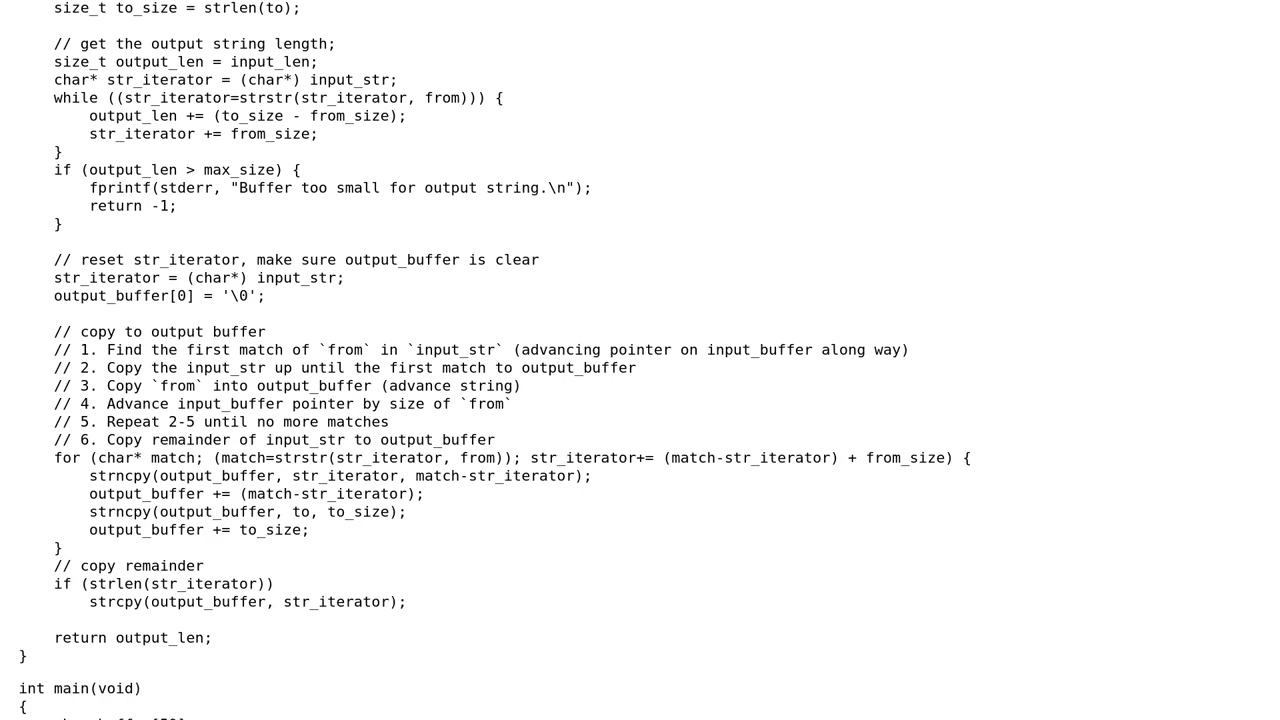 size_t to_size = strlen(to);

    // get the output string length;
    size_t output_len = input_len;
    char* str_iterator = (char*) input_str;
    while ((str_iterator=strstr(str_iterator, from))) {
        output_len += (to_size - from_size);
        str_iterator += from_size;
    }
    if (output_len > max_size) {
        fprintf(stderr, "Buffer too small for output string.\n");
        return -1;
    }

    // reset str_iterator, make sure output_buffer is clear
    str_iterator = (char*) input_str;
    output_buffer[0] = '\0';

    // copy to output buffer
    // 1. Find the first match of `from` in `input_str` (advancing pointer on input_buffer along way)
    // 2. Copy the input_str up until the first match to output_buffer
    // 3. Copy `from` into output_buffer (advance string)
    // 4. Advance input_buffer pointer by size of `from`
    // 5. Repeat 2-5 until no more matches
    // 6. Copy remainder of input_str to output_buffer
    for (char* match; (match=strstr(str_iterator, from)); str_iterator+= (match-str_iterator) + from_size) {
        strncpy(output_buffer, str_iterator, match-str_iterator);
        output_buffer += (match-str_iterator);
        strncpy(output_buffer, to, to_size);
        output_buffer += to_size;
    }
    // copy remainder
    if (strlen(str_iterator))
        strcpy(output_buffer, str_iterator);

    return output_len;
}

int main(void)
{